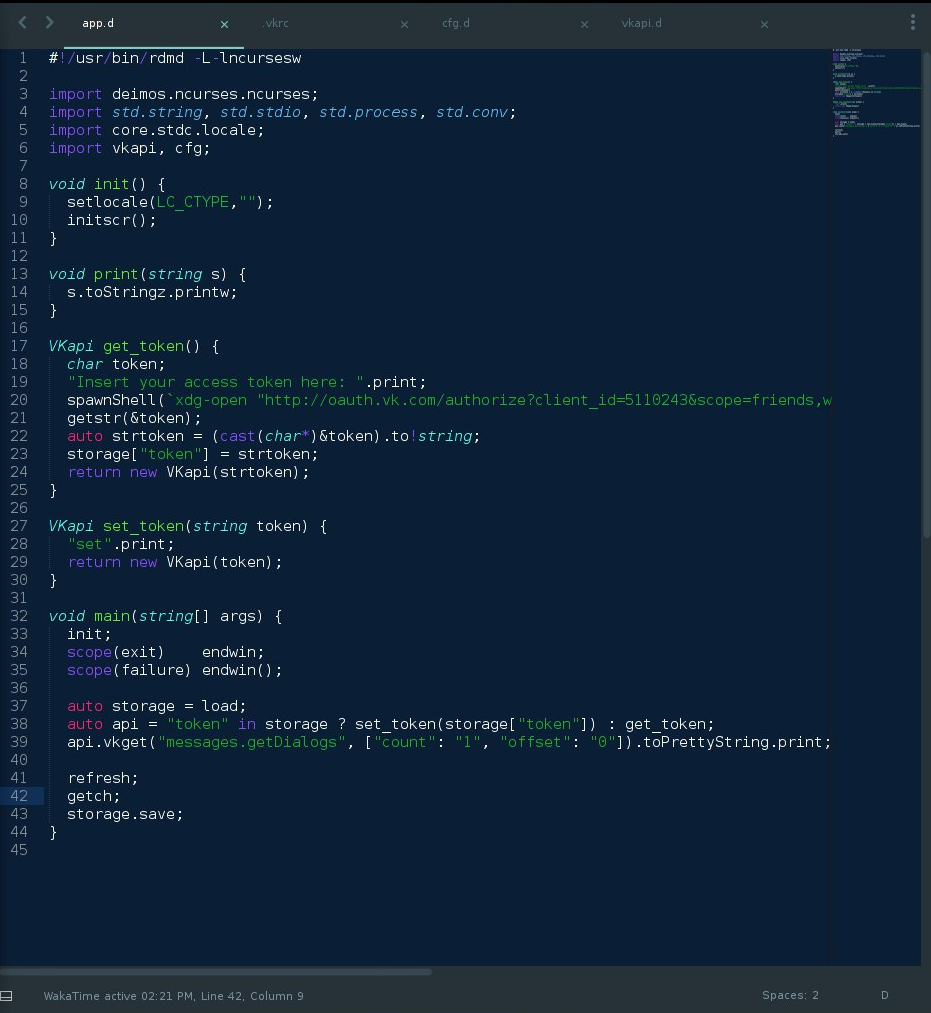 app.d × .vkrc × cfg.d × vkapi.d ×
1 #!/usr/bin/rdmd -L-lncursesw
2
3 import deimos.ncurses.ncurses;
4 import std.string, std.stdio, std.process, std.conv;
5 import core.stdc.locale;
6 import vkapi, cfg;
7
8 void init() {
9   setlocale(LC_CTYPE,"");
10   initscr();
11 }
12
13 void print(string s) {
14   s.toStringz.printw;
15 }
16
17 VKapi get_token() {
18   char token;
19   "Insert your access token here: ".print;
20   spawnShell(`xdg-open "http://oauth.vk.com/authorize?client_id=5110243&scope=friends,w
21   getstr(&token);
22   auto strtoken = (cast(char*)&token).to!string;
23   storage["token"] = strtoken;
24   return new VKapi(strtoken);
25 }
26
27 VKapi set_token(string token) {
28   "set".print;
29   return new VKapi(token);
30 }
31
32 void main(string[] args) {
33   init;
34   scope(exit)    endwin;
35   scope(failure) endwin();
36
37   auto storage = load;
38   auto api = "token" in storage ? set_token(storage["token"]) : get_token;
39   api.vkget("messages.getDialogs", ["count": "1", "offset": "0"]).toPrettyString.print;
40
41   refresh;
42   getch;
43   storage.save;
44 }
45
WakaTime active 02:21 PM, Line 42, Column 9 Spaces: 2 D